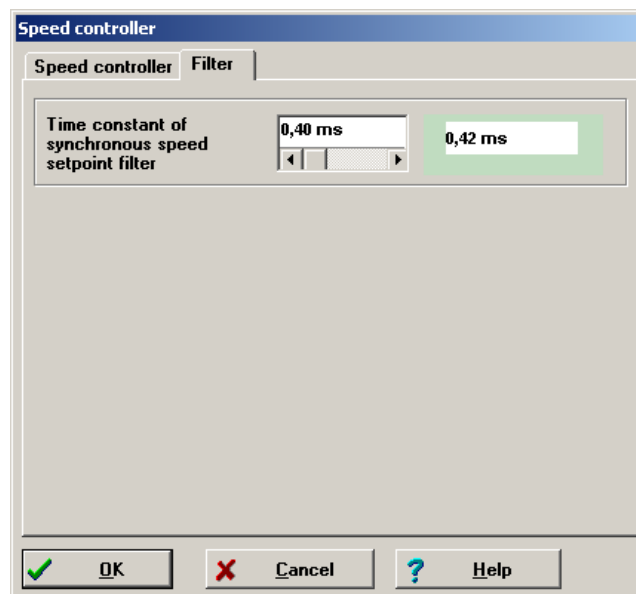 Speed controller
Speed controller Filter
Time constant of
synchronous speed
setpoint filter
0,40 ms
0,42 ms
OK Cancel Help